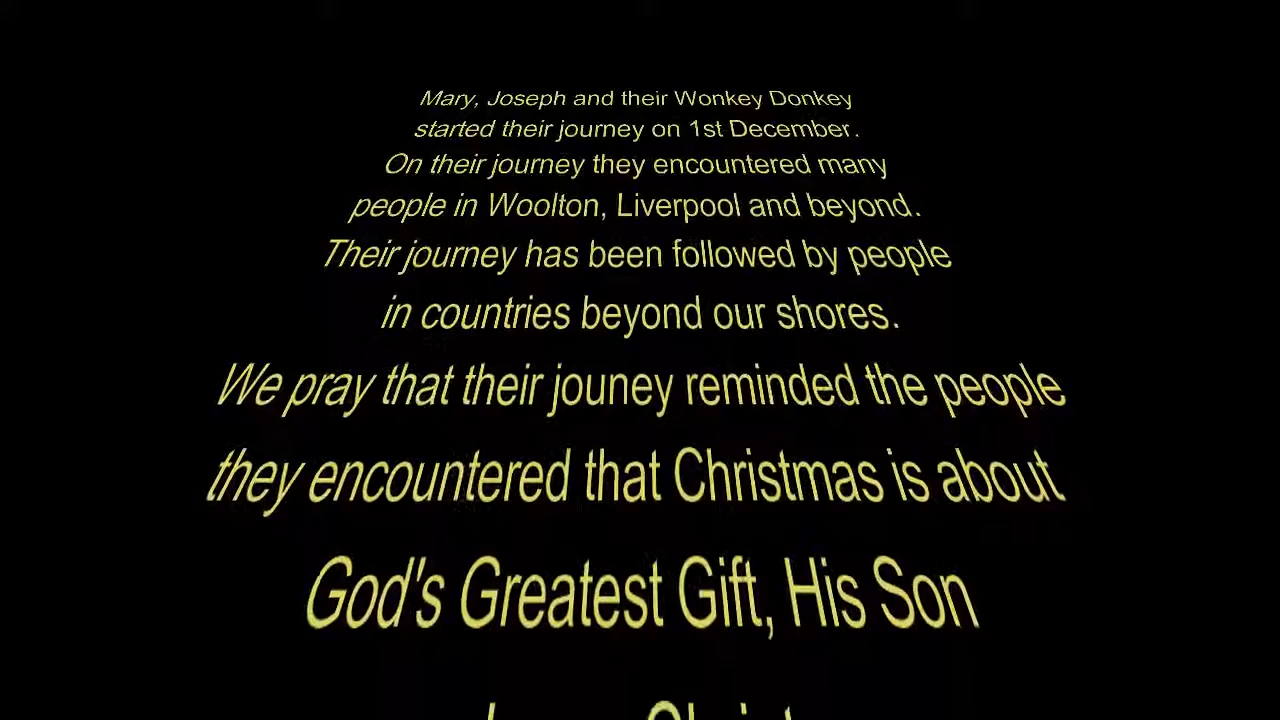 Mary, Joseph and their Wonkey Donkey
started their journey on 1st December.
On their journey they encountered many
people in Woolton, Liverpool and beyond.
Their journey has been followed by people
in countries beyond our shores.
We pray that their jouney reminded the people
they encountered that Christmas is about
God's Greatest Gift, His Son